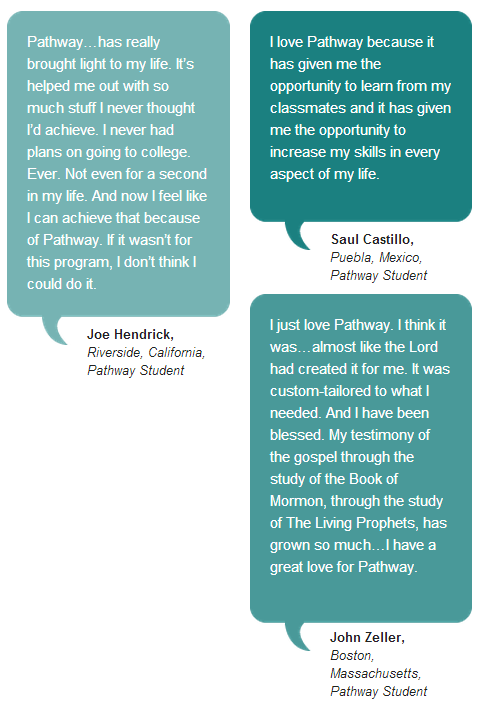 Pathway…has really
brought light to my life. It's
helped me out with so
much stuff I never thought
I'd achieve. I never had
plans on going to college.
Ever. Not even for a second
in my life. And now I feel like
I can achieve that because
of Pathway. If it wasn't for
this program, I don't think I
could do it.
Joe Hendrick,
Riverside, California,
Pathway Student
I love Pathway because it
has given me the
opportunity to learn from my
classmates and it has given
me the opportunity to
increase my skills in every
aspect of my life.
Saul Castillo,
Puebla, Mexico,
Pathway Student
I just love Pathway. I think it
was…almost like the Lord
had created it for me. It was
custom-tailored to what I
needed. And I have been
blessed. My testimony of
the gospel through the
study of the Book of
Mormon, through the study
of The Living Prophets, has
grown so much…I have a
great love for Pathway.
John Zeller,
Boston,
Massachusetts,
Pathway Student